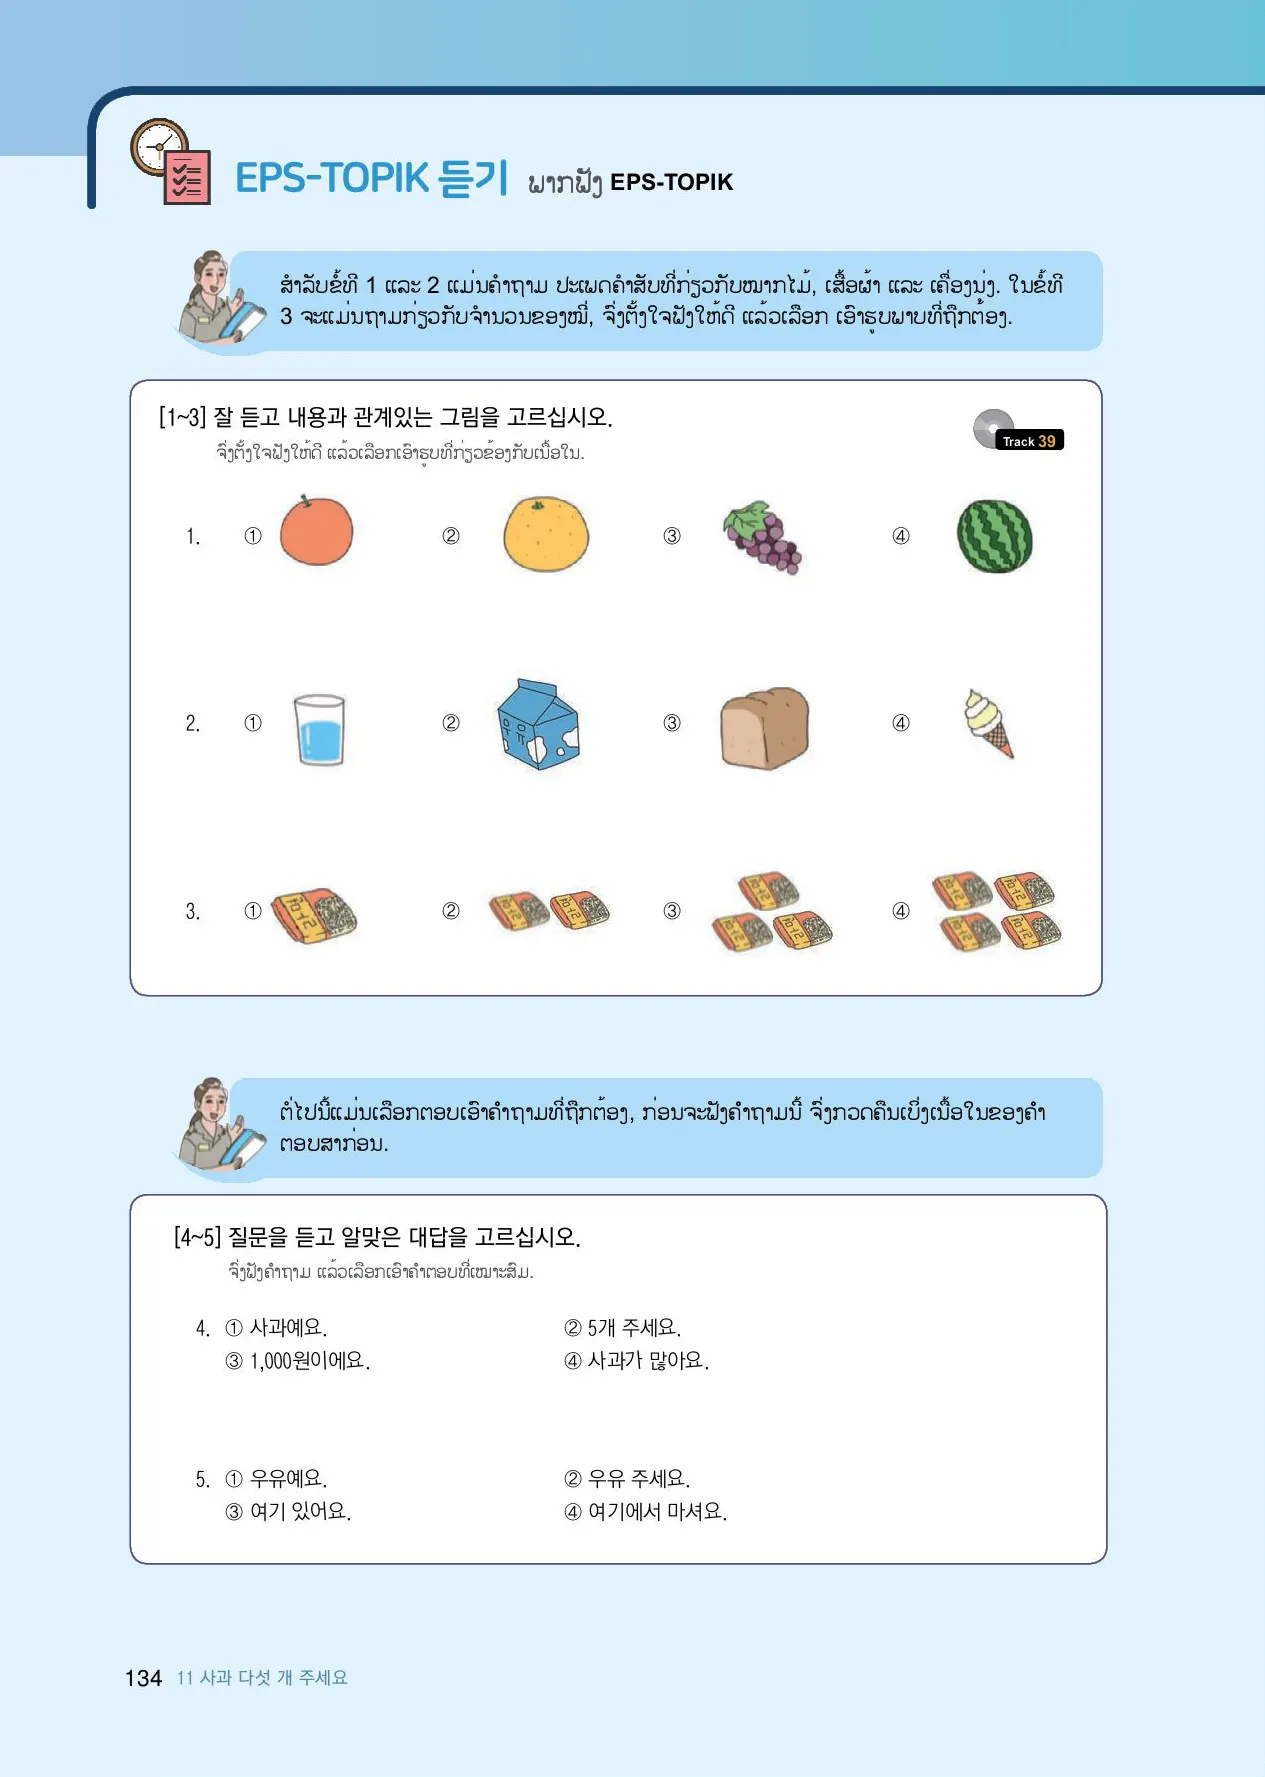 EPS-TOPIK 듣기 ພາກຟັງ EPS-TOPIK
ສຳລັບຂໍ້ທີ 1 ແລະ 2 ແມ່ນຄຳຖາມ ປະເພດຄຳສັບທີ່ກ່ຽວກັບໝາກໄມ້, ເສື້ອຜ້າ ແລະ ເຄື່ອງນຸ່ງ. ໃນຂໍ້ທີ
3 ຈະແມ່ນຖາມກ່ຽວກັບຈຳນວນຂອງໝີ່, ຈົ່ງຕັ້ງໃຈຟັງໃຫ້ດີ ແລ້ວເລືອກ ເອົາຮູບພາບທີ່ຖືກຕ້ອງ.
[1~3] 잘 듣고 내용과 관계있는 그림을 고르십시오.
Track 39
ຈົ່ງຕັ້ງໃຈຟັງໃຫ້ດີ ແລ້ວເລືອກເອົາຮູບທີ່ກ່ຽວຂ້ອງກັບເນື້ອໃນ.
1. ① ② ③ ④
2. ① ② ③ ④
우유
3. ① ② ③ ④
ຕໍ່ໄປນີ້ແມ່ນເລືອກຕອບເອົາຄຳຖາມທີ່ຖືກຕ້ອງ, ກ່ອນຈະຟັງຄຳຖາມນີ້ ຈົ່ງກວດຄືນເບິ່ງເນື້ອໃນຂອງຄຳ
ຕອບສາກ່ອນ.
[4~5] 질문을 듣고 알맞은 대답을 고르십시오.
ຈົ່ງຟັງຄຳຖາມ ແລ້ວເລືອກເອົາຄຳຕອບທີ່ເໝາະສົມ.
4. ① 사과예요. ② 5개 주세요.
③ 1,000원이에요. ④ 사과가 많아요.
5. ① 우유예요. ② 우유 주세요.
③ 여기 있어요. ④ 여기에서 마셔요.
134 11 사과 다섯 개 주세요